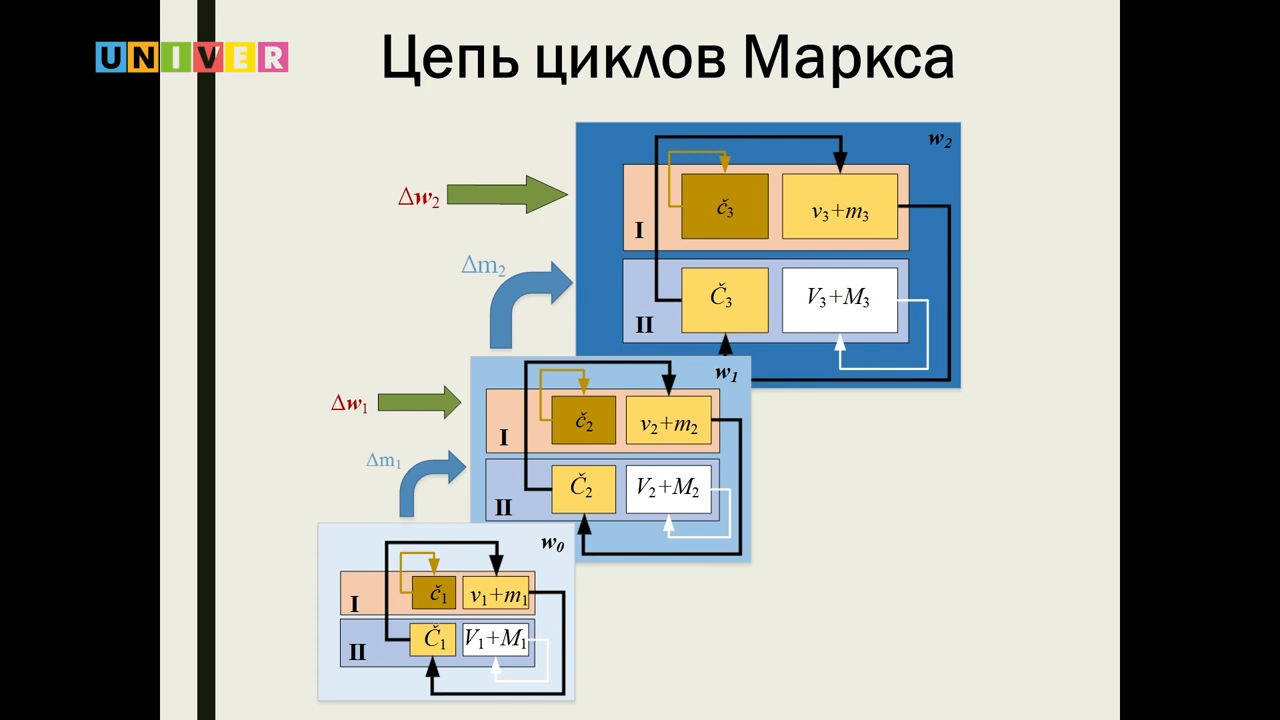 UNIVER
Цепь циклов Маркса
w₂
Δw₂
I
č₃
v₃+m₃
Δm₂
II
Č₃
V₃+M₃
w₁
Δw₁
I
č₂
v₂+m₂
Δm₁
II
Č₂
V₂+M₂
w₀
I
č₁
v₁+m₁
II
Č₁
V₁+M₁